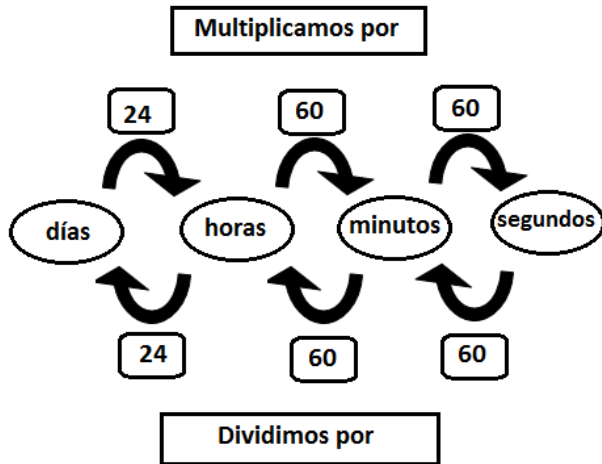 Multiplicamos por
24 60 60
días horas minutos segundos
24 60 60
Dividimos por